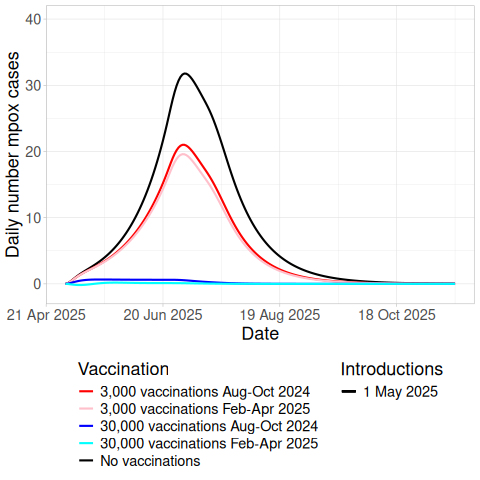 Daily number mpox cases
40
30
20
10
0
21 Apr 2025 20 Jun 2025 19 Aug 2025 18 Oct 2025
Date
Vaccination
3,000 vaccinations Aug-Oct 2024
3,000 vaccinations Feb-Apr 2025
30,000 vaccinations Aug-Oct 2024
30,000 vaccinations Feb-Apr 2025
No vaccinations
Introductions
1 May 2025